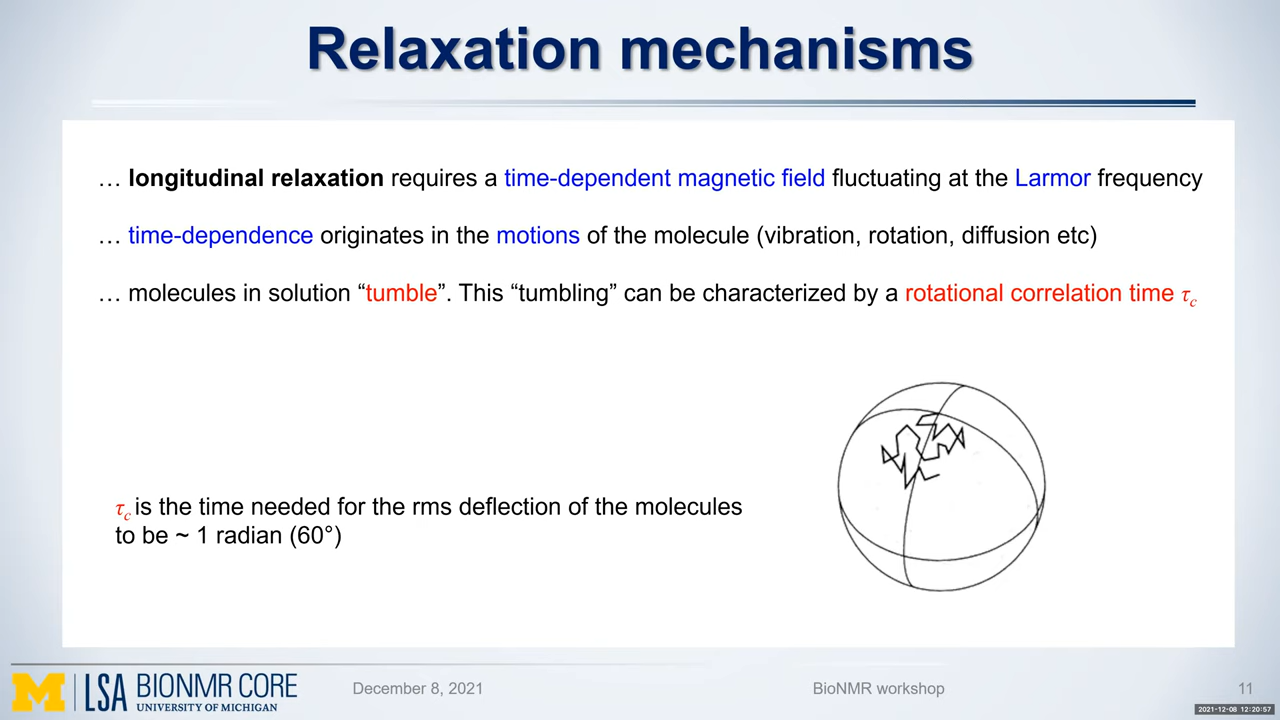 Relaxation mechanisms
… longitudinal relaxation requires a time-dependent magnetic field fluctuating at the Larmor frequency
… time-dependence originates in the motions of the molecule (vibration, rotation, diffusion etc)
… molecules in solution “tumble”. This “tumbling” can be characterized by a rotational correlation time τc
τc is the time needed for the rms deflection of the molecules
to be ~ 1 radian (60°)
M LSA BIONMR CORE
UNIVERSITY OF MICHIGAN
December 8, 2021
BioNMR workshop
11
2021-12-08 12:20:57